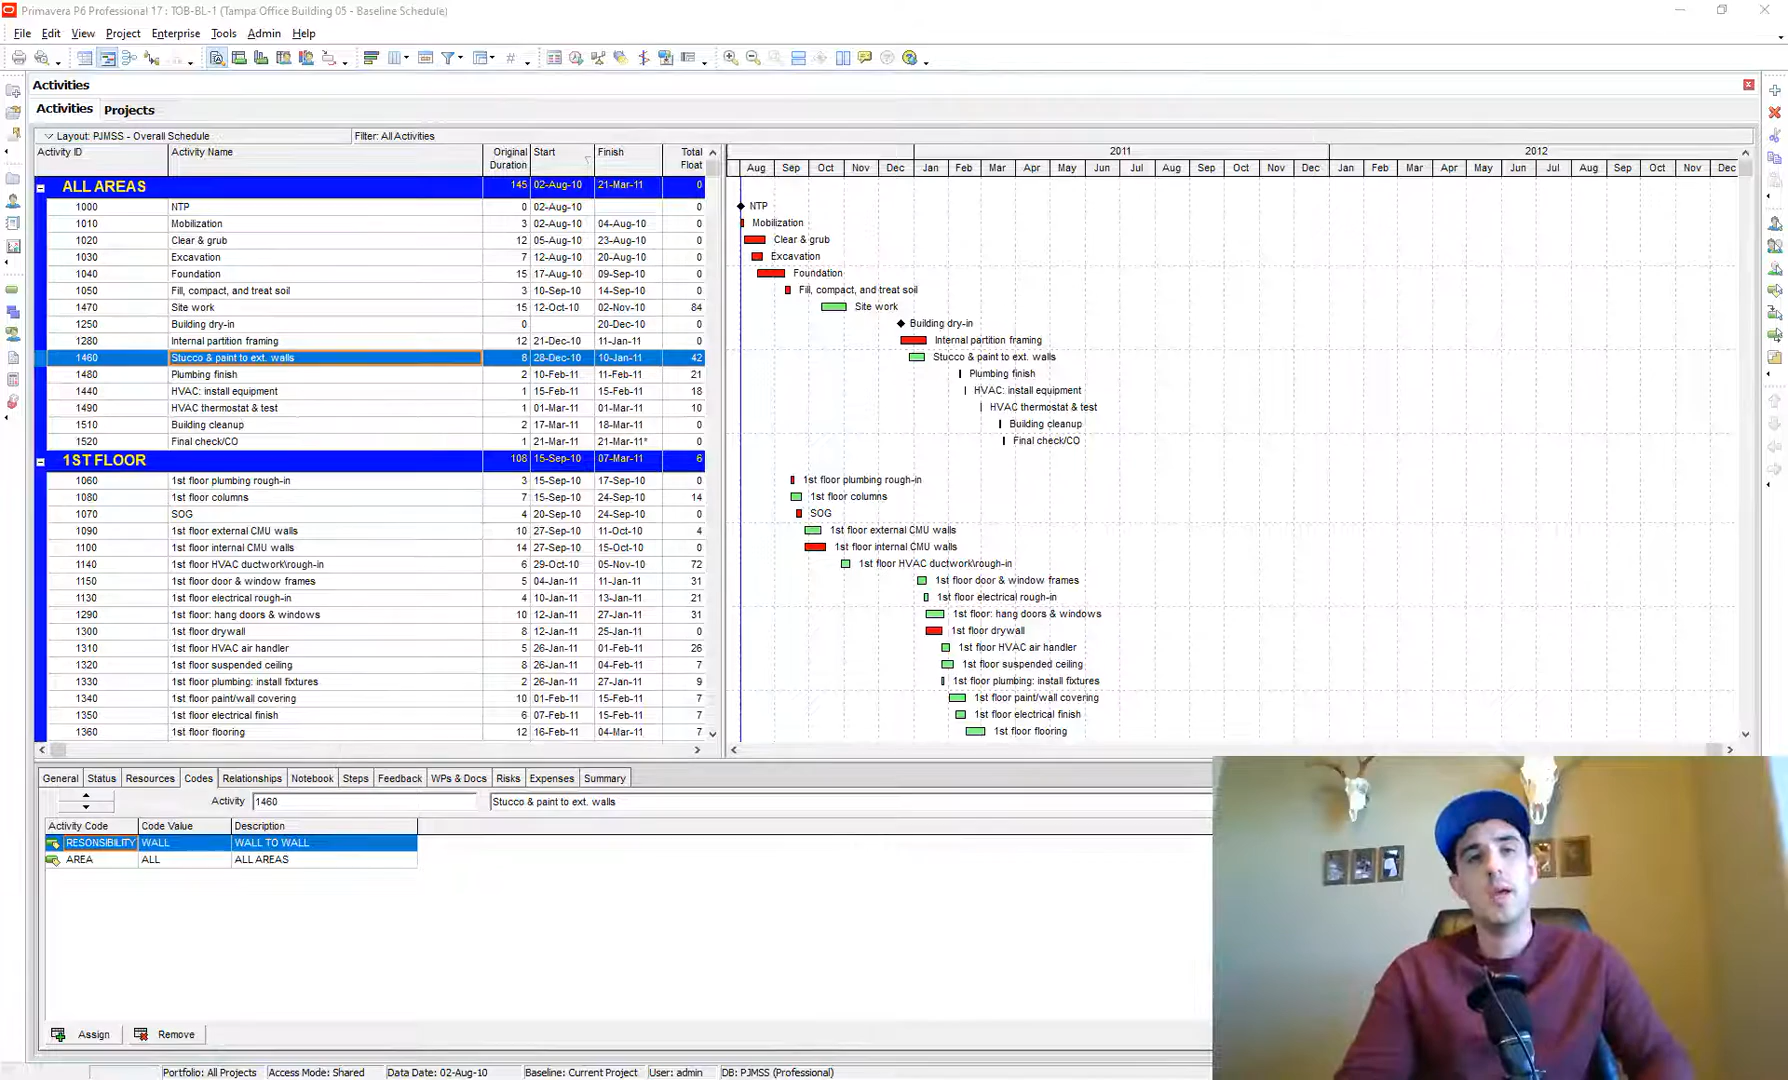 Primavera P6 Professional 17 : TOB-BL-1 (Tampa Office Building 05 - Baseline Schedule)
File Edit View Project Enterprise Tools Admin Help
Activities
Activities Projects
Layout: PJMSS - Overall Schedule Filter: All Activities
Activity ID Activity Name Original Duration Start Finish Total Float
2011 2012
Aug Sep Oct Nov Dec Jan Feb Mar Apr May Jun Jul Aug Sep Oct Nov Dec Jan Feb Mar Apr May Jun Jul Aug Sep Oct Nov Dec
ALL AREAS 145 02-Aug-10 21-Mar-11 0
1000 NTP 0 02-Aug-10 0 NTP
1010 Mobilization 3 02-Aug-10 04-Aug-10 0 Mobilization
1020 Clear & grub 12 05-Aug-10 23-Aug-10 0 Clear & grub
1030 Excavation 7 12-Aug-10 20-Aug-10 0 Excavation
1040 Foundation 15 17-Aug-10 09-Sep-10 0 Foundation
1050 Fill, compact, and treat soil 3 10-Sep-10 14-Sep-10 0 Fill, compact, and treat soil
1470 Site work 15 12-Oct-10 02-Nov-10 84 Site work
1250 Building dry-in 0 20-Dec-10 0 Building dry-in
1280 Internal partition framing 12 21-Dec-10 11-Jan-11 0 Internal partition framing
1460 Stucco & paint to ext. walls 8 28-Dec-10 10-Jan-11 42 Stucco & paint to ext. walls
1480 Plumbing finish 2 10-Feb-11 11-Feb-11 21 Plumbing finish
1440 HVAC: install equipment 1 15-Feb-11 15-Feb-11 18 HVAC: install equipment
1490 HVAC thermostat & test 1 01-Mar-11 01-Mar-11 10 HVAC thermostat & test
1510 Building cleanup 2 17-Mar-11 18-Mar-11 0 Building cleanup
1520 Final check/CO 1 21-Mar-11 21-Mar-11* 0 Final check/CO
1ST FLOOR 108 15-Sep-10 07-Mar-11 6
1060 1st floor plumbing rough-in 3 15-Sep-10 17-Sep-10 0 1st floor plumbing rough-in
1080 1st floor columns 7 15-Sep-10 24-Sep-10 14 1st floor columns
1070 SOG 4 20-Sep-10 24-Sep-10 0 SOG
1090 1st floor external CMU walls 10 27-Sep-10 11-Oct-10 4 1st floor external CMU walls
1100 1st floor internal CMU walls 14 27-Sep-10 15-Oct-10 0 1st floor internal CMU walls
1140 1st floor HVAC ductwork\rough-in 6 29-Oct-10 05-Nov-10 72 1st floor HVAC ductwork\rough-in
1150 1st floor door & window frames 5 04-Jan-11 11-Jan-11 31 1st floor door & window frames
1130 1st floor electrical rough-in 4 10-Jan-11 13-Jan-11 21 1st floor electrical rough-in
1290 1st floor: hang doors & windows 10 12-Jan-11 27-Jan-11 31 1st floor: hang doors & windows
1300 1st floor drywall 8 12-Jan-11 25-Jan-11 0 1st floor drywall
1310 1st floor HVAC air handler 5 26-Jan-11 01-Feb-11 26 1st floor HVAC air handler
1320 1st floor suspended ceiling 8 26-Jan-11 04-Feb-11 7 1st floor suspended ceiling
1330 1st floor plumbing: install fixtures 2 26-Jan-11 27-Jan-11 9 1st floor plumbing: install fixtures
1340 1st floor paint/wall covering 10 01-Feb-11 15-Feb-11 7 1st floor paint/wall covering
1350 1st floor electrical finish 6 07-Feb-11 15-Feb-11 7 1st floor electrical finish
1360 1st floor flooring 12 16-Feb-11 04-Mar-11 7 1st floor flooring
General Status Resources Codes Relationships Notebook Steps Feedback WPs & Docs Risks Expenses Summary
Activity 1460 Stucco & paint to ext. walls
Activity Code Code Value Description
RESONSIBILITY WALL WALL TO WALL
AREA ALL ALL AREAS
Assign Remove
Portfolio: All Projects Access Mode: Shared Data Date: 02-Aug-10 Baseline: Current Project User: admin DB: PJMSS (Professional)